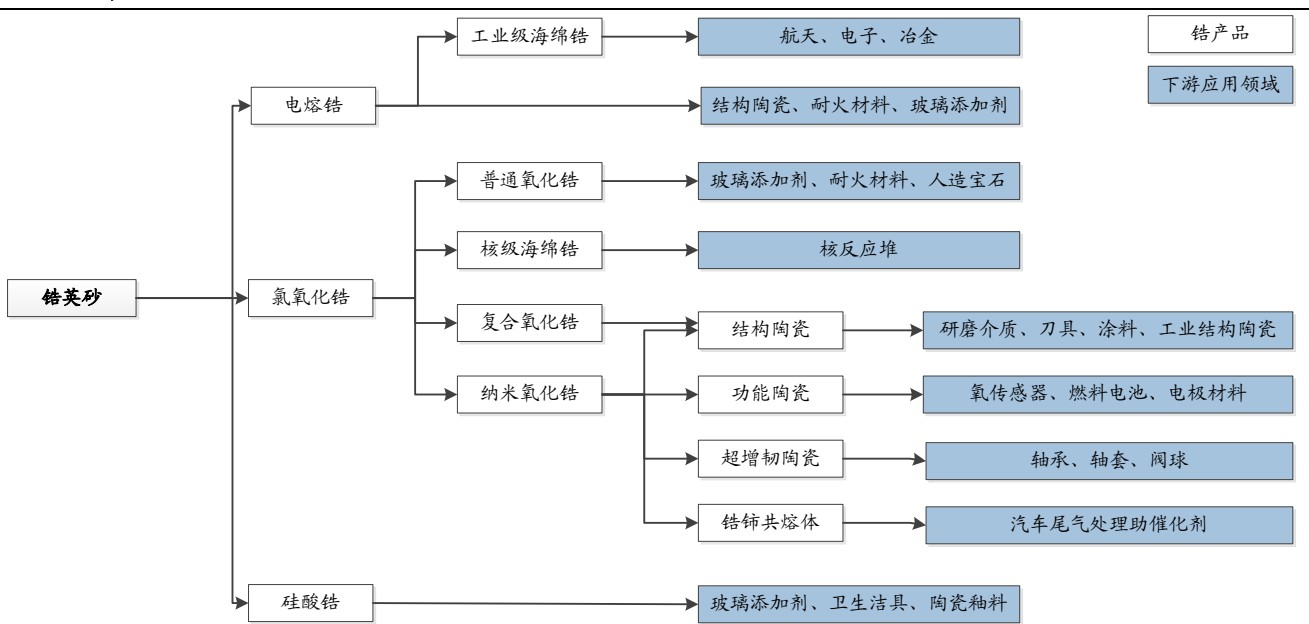 工业级海绵锆
航天、电子、冶金
锆产品
下游应用领域
电熔锆
结构陶瓷、耐火材料、玻璃添加剂
普通氧化锆
玻璃添加剂、耐火材料、人造宝石
核级海绵锆
核反应堆
锆英砂
氯氧化锆
复合氧化锆
结构陶瓷
研磨介质、刀具、涂料、工业结构陶瓷
纳米氧化锆
功能陶瓷
氧传感器、燃料电池、电极材料
超增韧陶瓷
轴承、轴套、阀球
锆铈共熔体
汽车尾气处理助催化剂
硅酸锆
玻璃添加剂、卫生洁具、陶瓷釉料